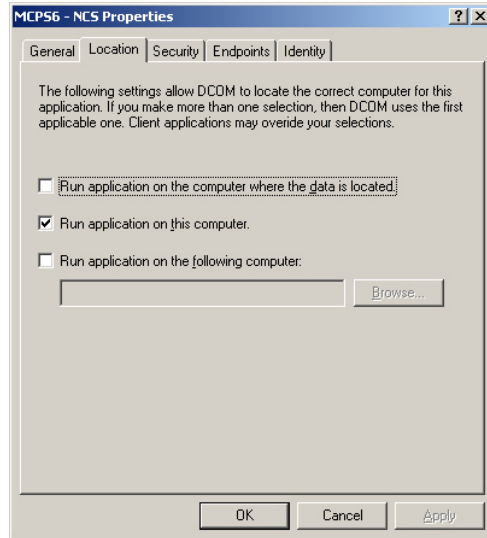 MCPS6 - NCS Properties
General Location Security Endpoints Identity
The following settings allow DCOM to locate the correct computer for this
application. If you make more than one selection, then DCOM uses the first
applicable one. Client applications may overide your selections.
Run application on the computer where the data is located.
Run application on this computer.
Run application on the following computer:
Browse...
OK Cancel Apply